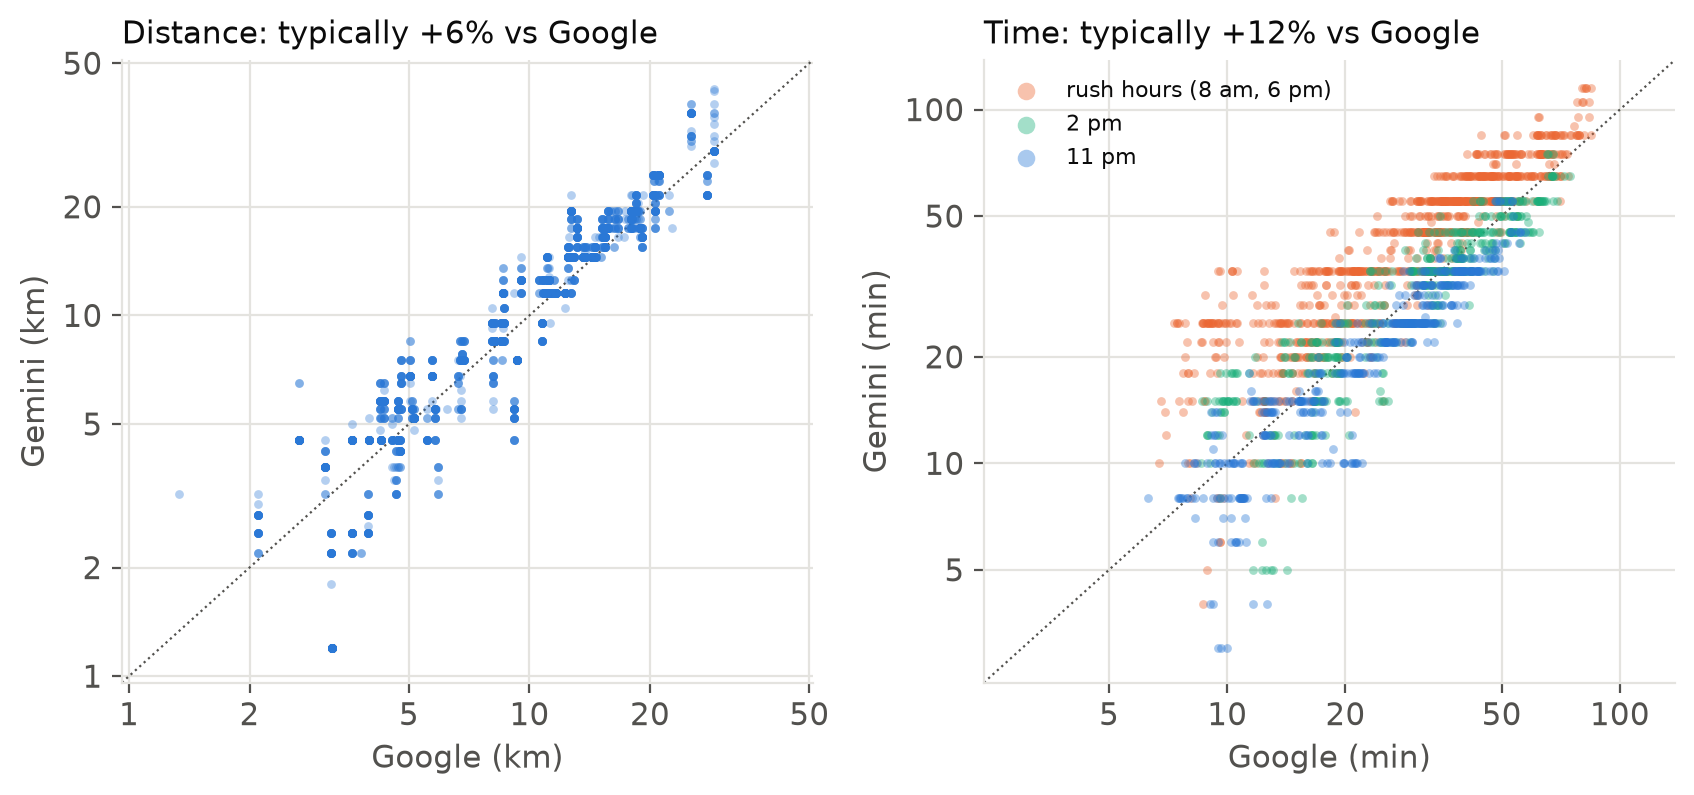 Distance: typically +6% vs Google
50
20
10
5
2
1
Gemini (km)
1
2
5
10
20
50
Google (km)
Time: typically +12% vs Google
rush hours (8 am, 6 pm)
2 pm
11 pm
100
50
20
10
5
Gemini (min)
5
10
20
50
100
Google (min)